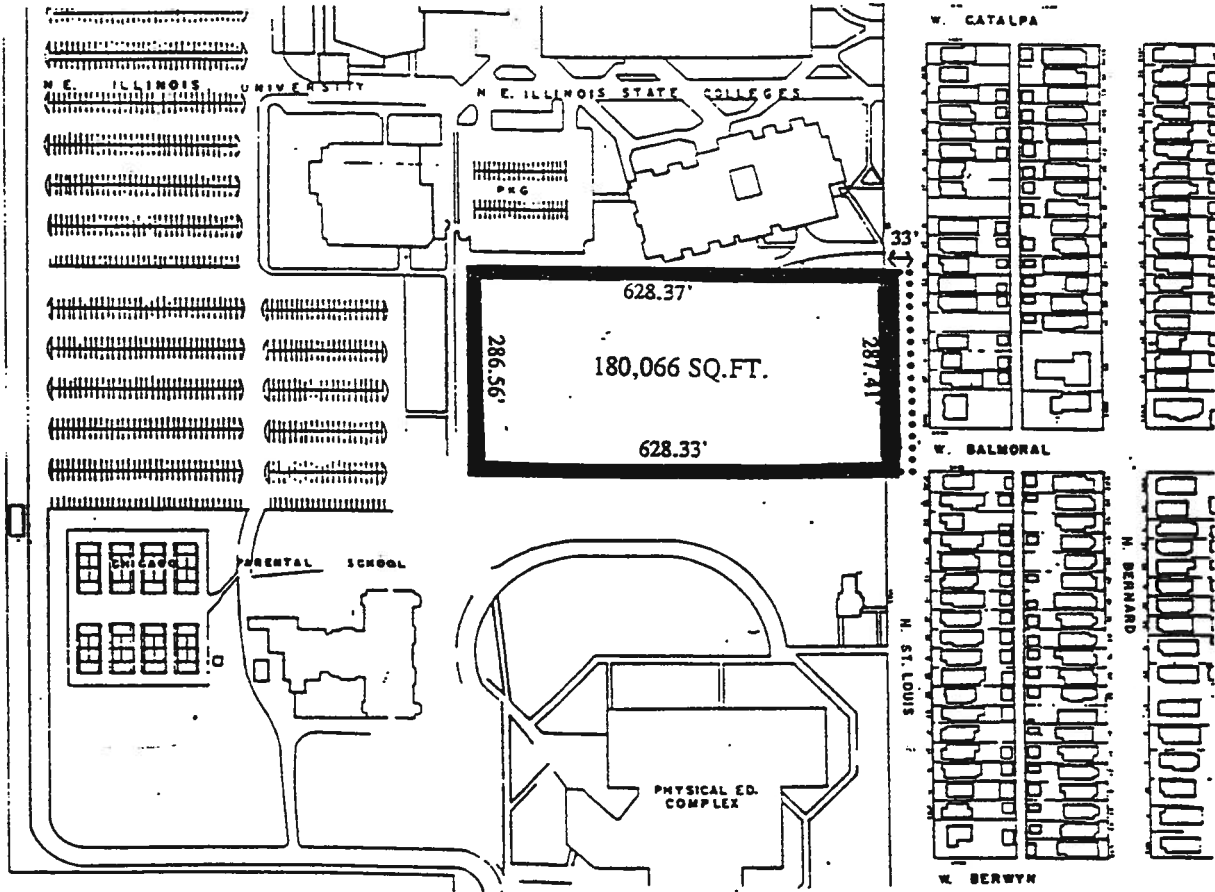 W. CATALPA
N E. ILLINOIS UNIVERSITY
N E. ILLINOIS STATE COLLEGES
PKG
33'
628.37'
286.56'
180,066 SQ.FT.
287.41'
628.33'
W. BALMORAL
CHICAGO PARENTAL SCHOOL
N. BERNARD
N. ST. LOUIS
PHYSICAL ED.
COMPLEX
W. BERWYN